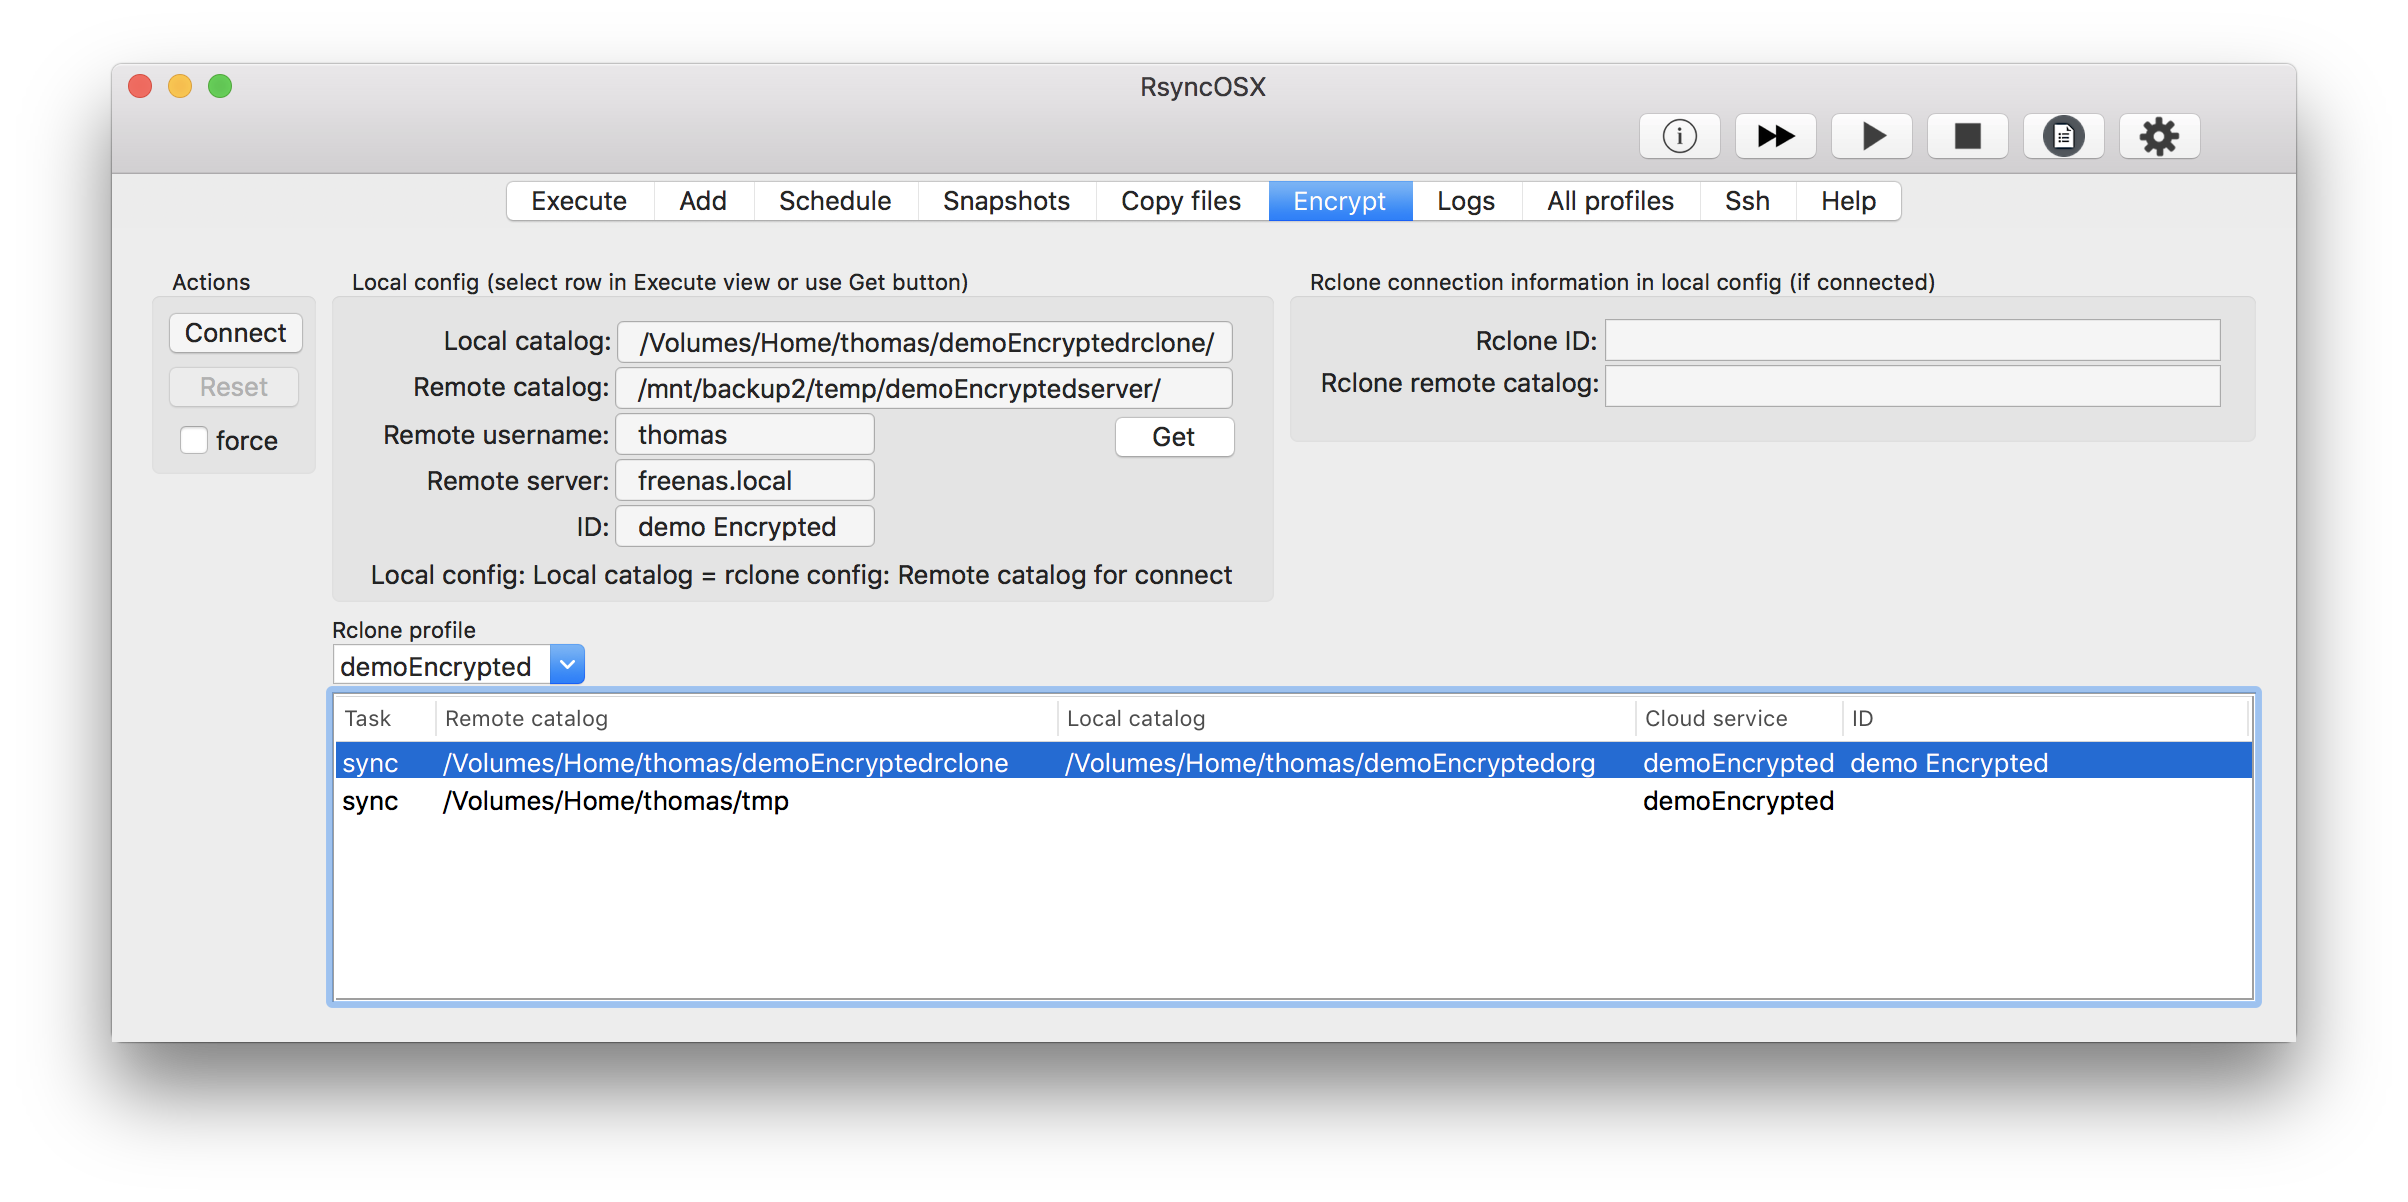 RsyncOSX
Execute Add Schedule Snapshots Copy files Encrypt Logs All profiles Ssh Help
Actions
Connect
Reset
force
Local config (select row in Execute view or use Get button)
Local catalog: /Volumes/Home/thomas/demoEncryptedrclone/
Remote catalog: /mnt/backup2/temp/demoEncryptedserver/
Remote username: thomas
Get
Remote server: freenas.local
ID: demo Encrypted
Local config: Local catalog = rclone config: Remote catalog for connect
Rclone connection information in local config (if connected)
Rclone ID:
Rclone remote catalog:
Rclone profile
demoEncrypted
Task Remote catalog Local catalog Cloud service ID
sync /Volumes/Home/thomas/demoEncryptedrclone /Volumes/Home/thomas/demoEncryptedorg demoEncrypted demo Encrypted
sync /Volumes/Home/thomas/tmp demoEncrypted